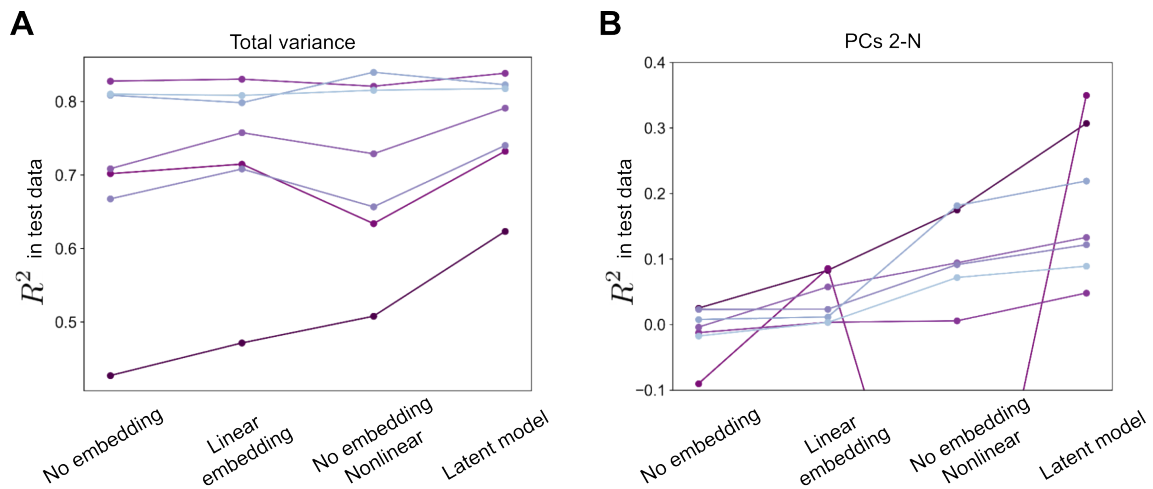 A
Total variance
R² in test data
0.8
0.7
0.6
0.5
No embedding
Linear
embedding
No embedding
Nonlinear
Latent model
B
PCs 2-N
R² in test data
0.4
0.3
0.2
0.1
0.0
−0.1
No embedding
Linear
embedding
No embedding
Nonlinear
Latent model